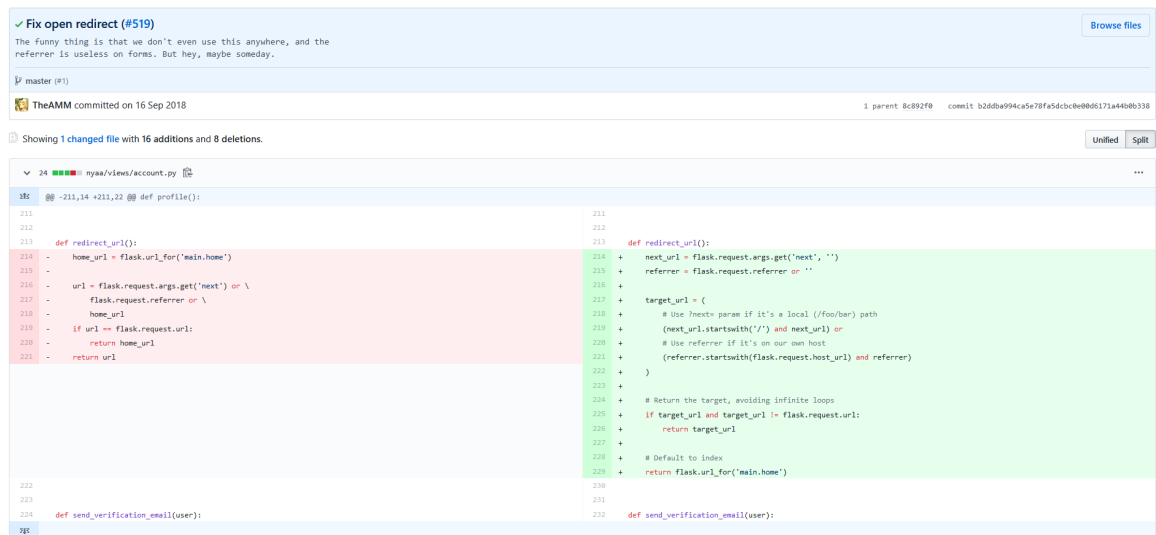 ✓ Fix open redirect (#519)
Browse files
The funny thing is that we don't even use this anywhere, and the
referrer is useless on forms. But hey, maybe someday.
master (#1)
TheAMM committed on 16 Sep 2018
1 parent 8c892f0 commit b2ddba994ca5e78fa5dcbc0e00d6171a44b0b338
Showing 1 changed file with 16 additions and 8 deletions.
Unified Split
24 nyaa/views/account.py
@@ -211,14 +211,22 @@ def profile():
211
212
213 def redirect_url():
214 - home_url = flask.url_for('main.home')
215 -
216 - url = flask.request.args.get('next') or \
217 - flask.request.referrer or \
218 - home_url
219 - if url == flask.request.url:
220 - return home_url
221 - return url
222
223
224 def send_verification_email(user):
211
212
213 def redirect_url():
214 + next_url = flask.request.args.get('next', '')
215 + referrer = flask.request.referrer or ''
216 +
217 + target_url = (
218 + # Use ?next= param if it's a local (/foo/bar) path
219 + (next_url.startswith('/') and next_url) or
220 + # Use referrer if it's on our own host
221 + (referrer.startswith(flask.request.host_url) and referrer)
222 + )
223 +
224 + # Return the target, avoiding infinite loops
225 + if target_url and target_url != flask.request.url:
226 + return target_url
227 +
228 + # Default to index
229 + return flask.url_for('main.home')
230
231
232 def send_verification_email(user):